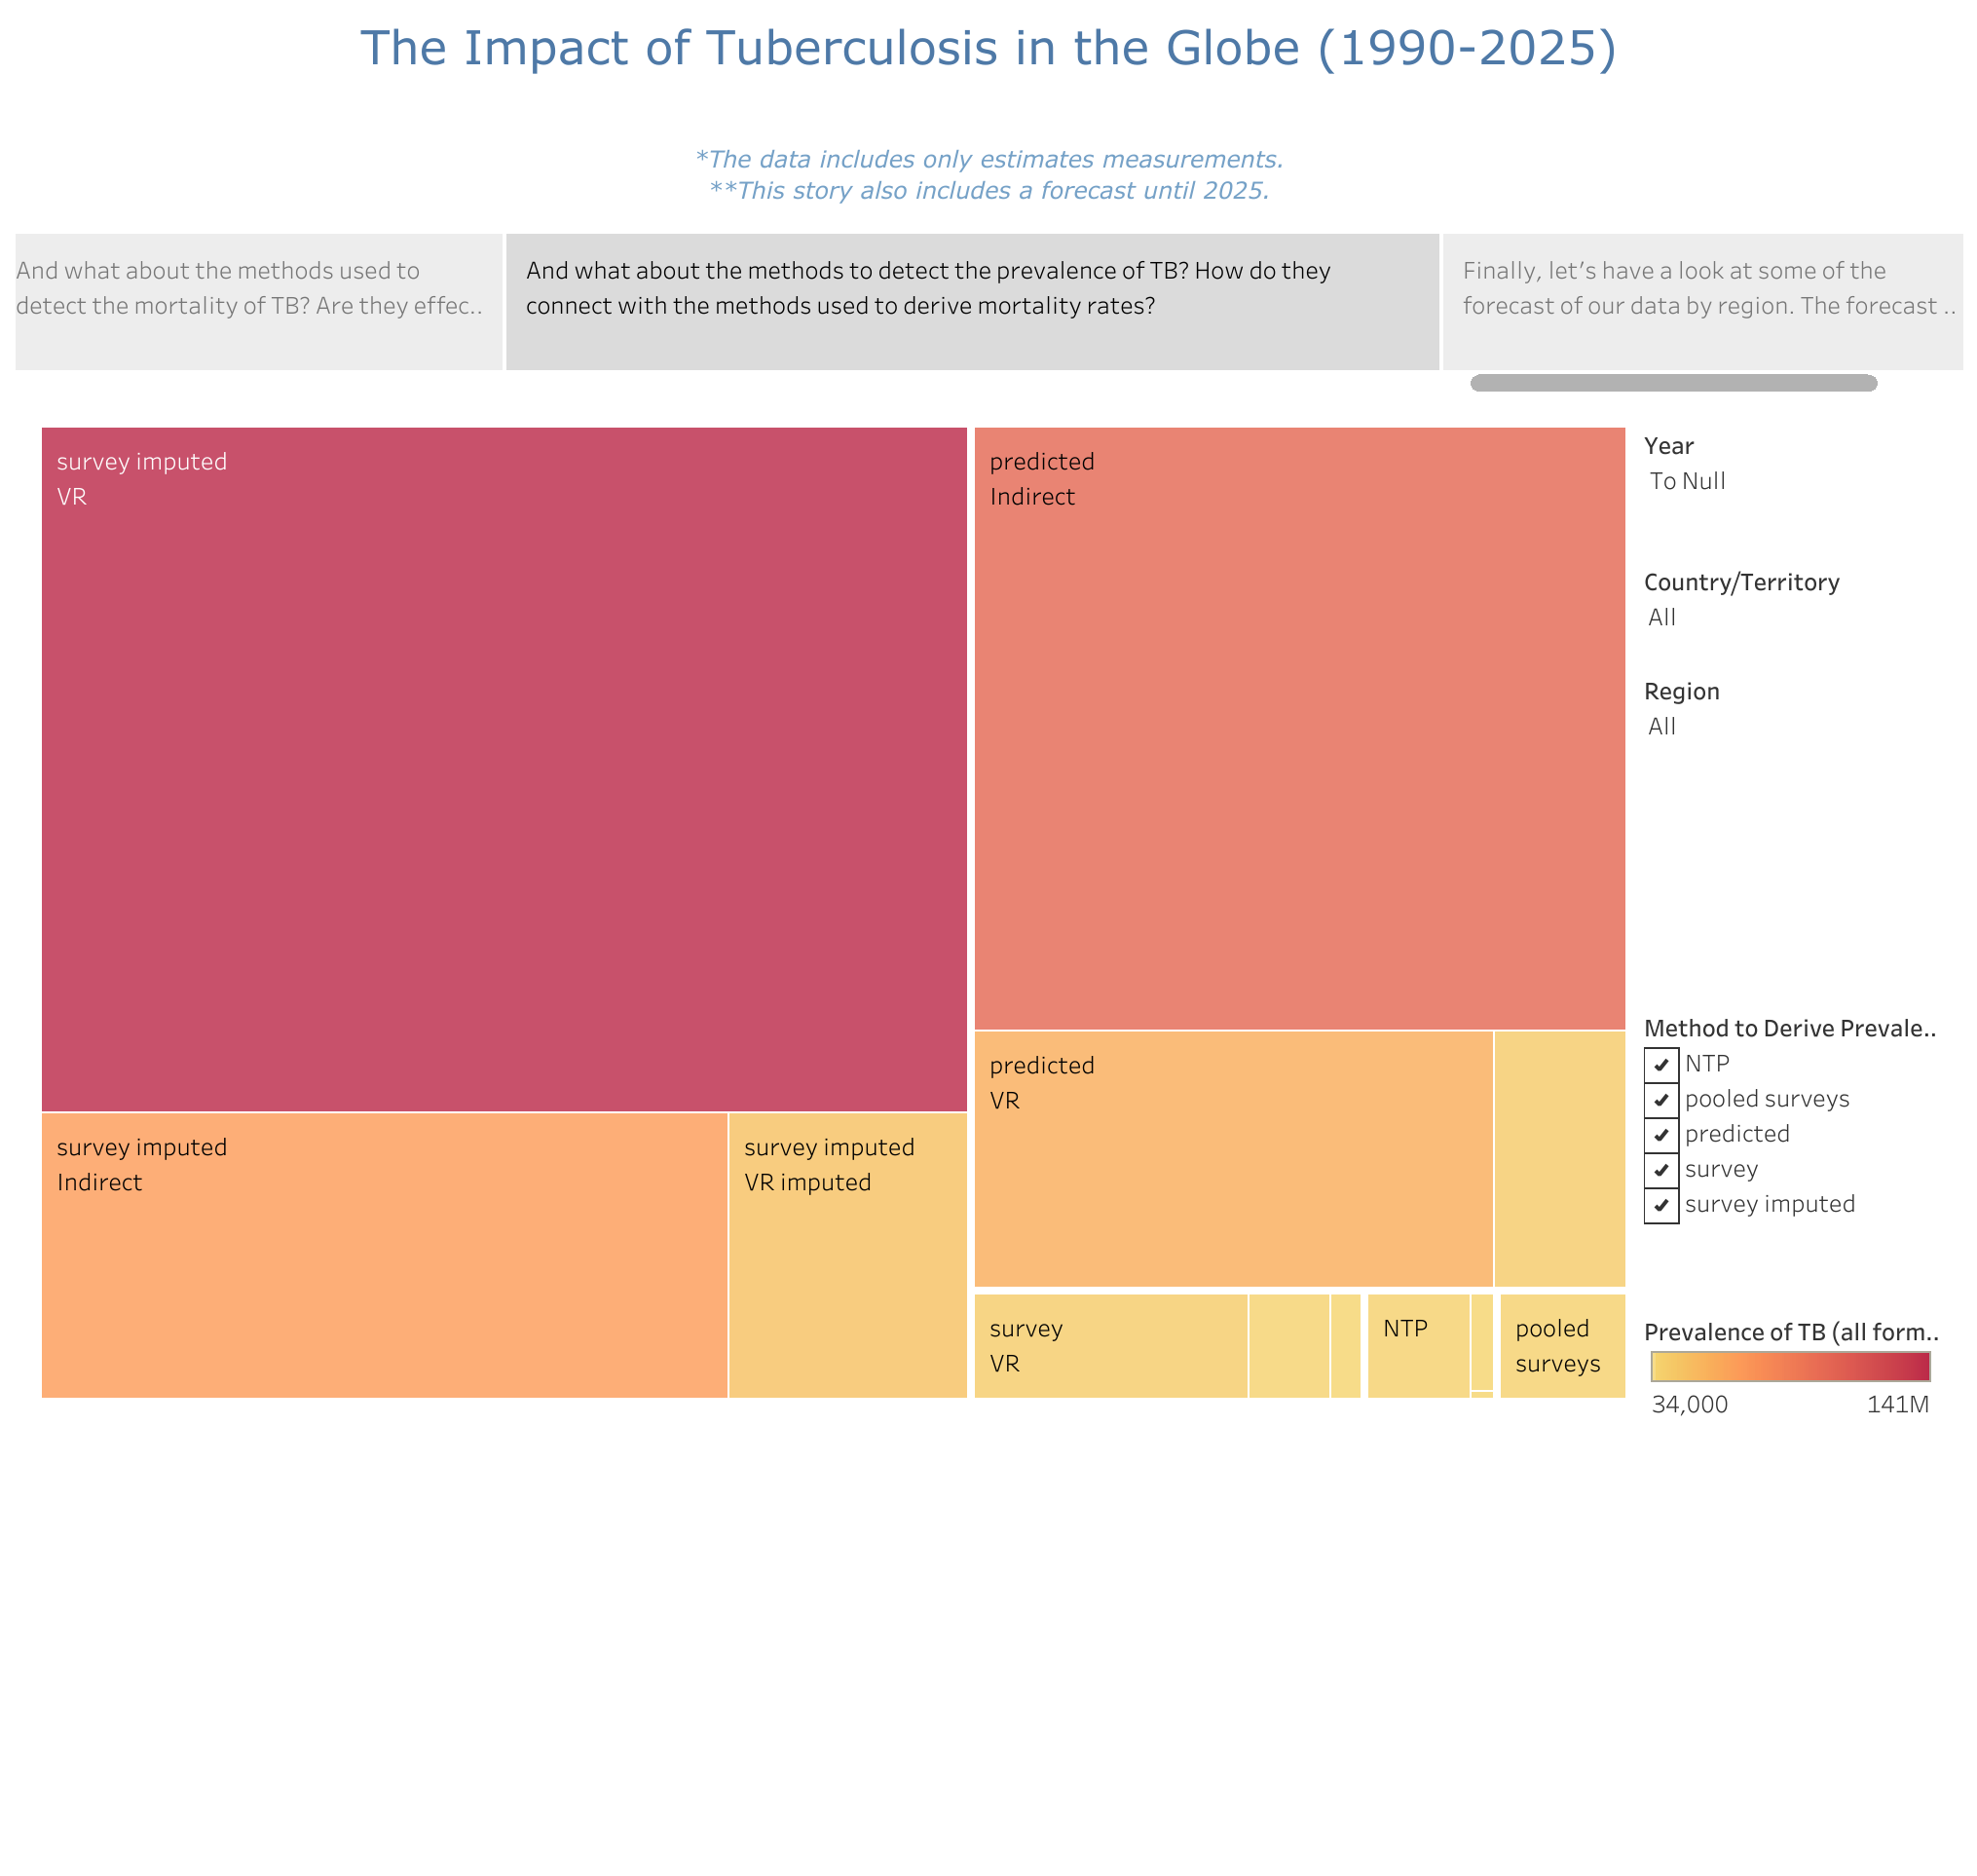 The Impact of Tuberculosis in the Globe (1990-2025)
*The data includes only estimates measurements.
**This story also includes a forecast until 2025.
And what about the methods used to
detect the mortality of TB? Are they effec..
And what about the methods to detect the prevalence of TB? How do they
connect with the methods used to derive mortality rates?
Finally, let’s have a look at some of the
forecast of our data by region. The forecast ..
survey imputed
VR
predicted
Indirect
predicted
VR
survey imputed
Indirect
survey imputed
VR imputed
survey
VR
NTP
pooled
surveys
Year
To Null
Country/Territory
All
Region
All
Method to Derive Prevale..
NTP
pooled surveys
predicted
survey
survey imputed
Prevalence of TB (all form..
34,000
141M